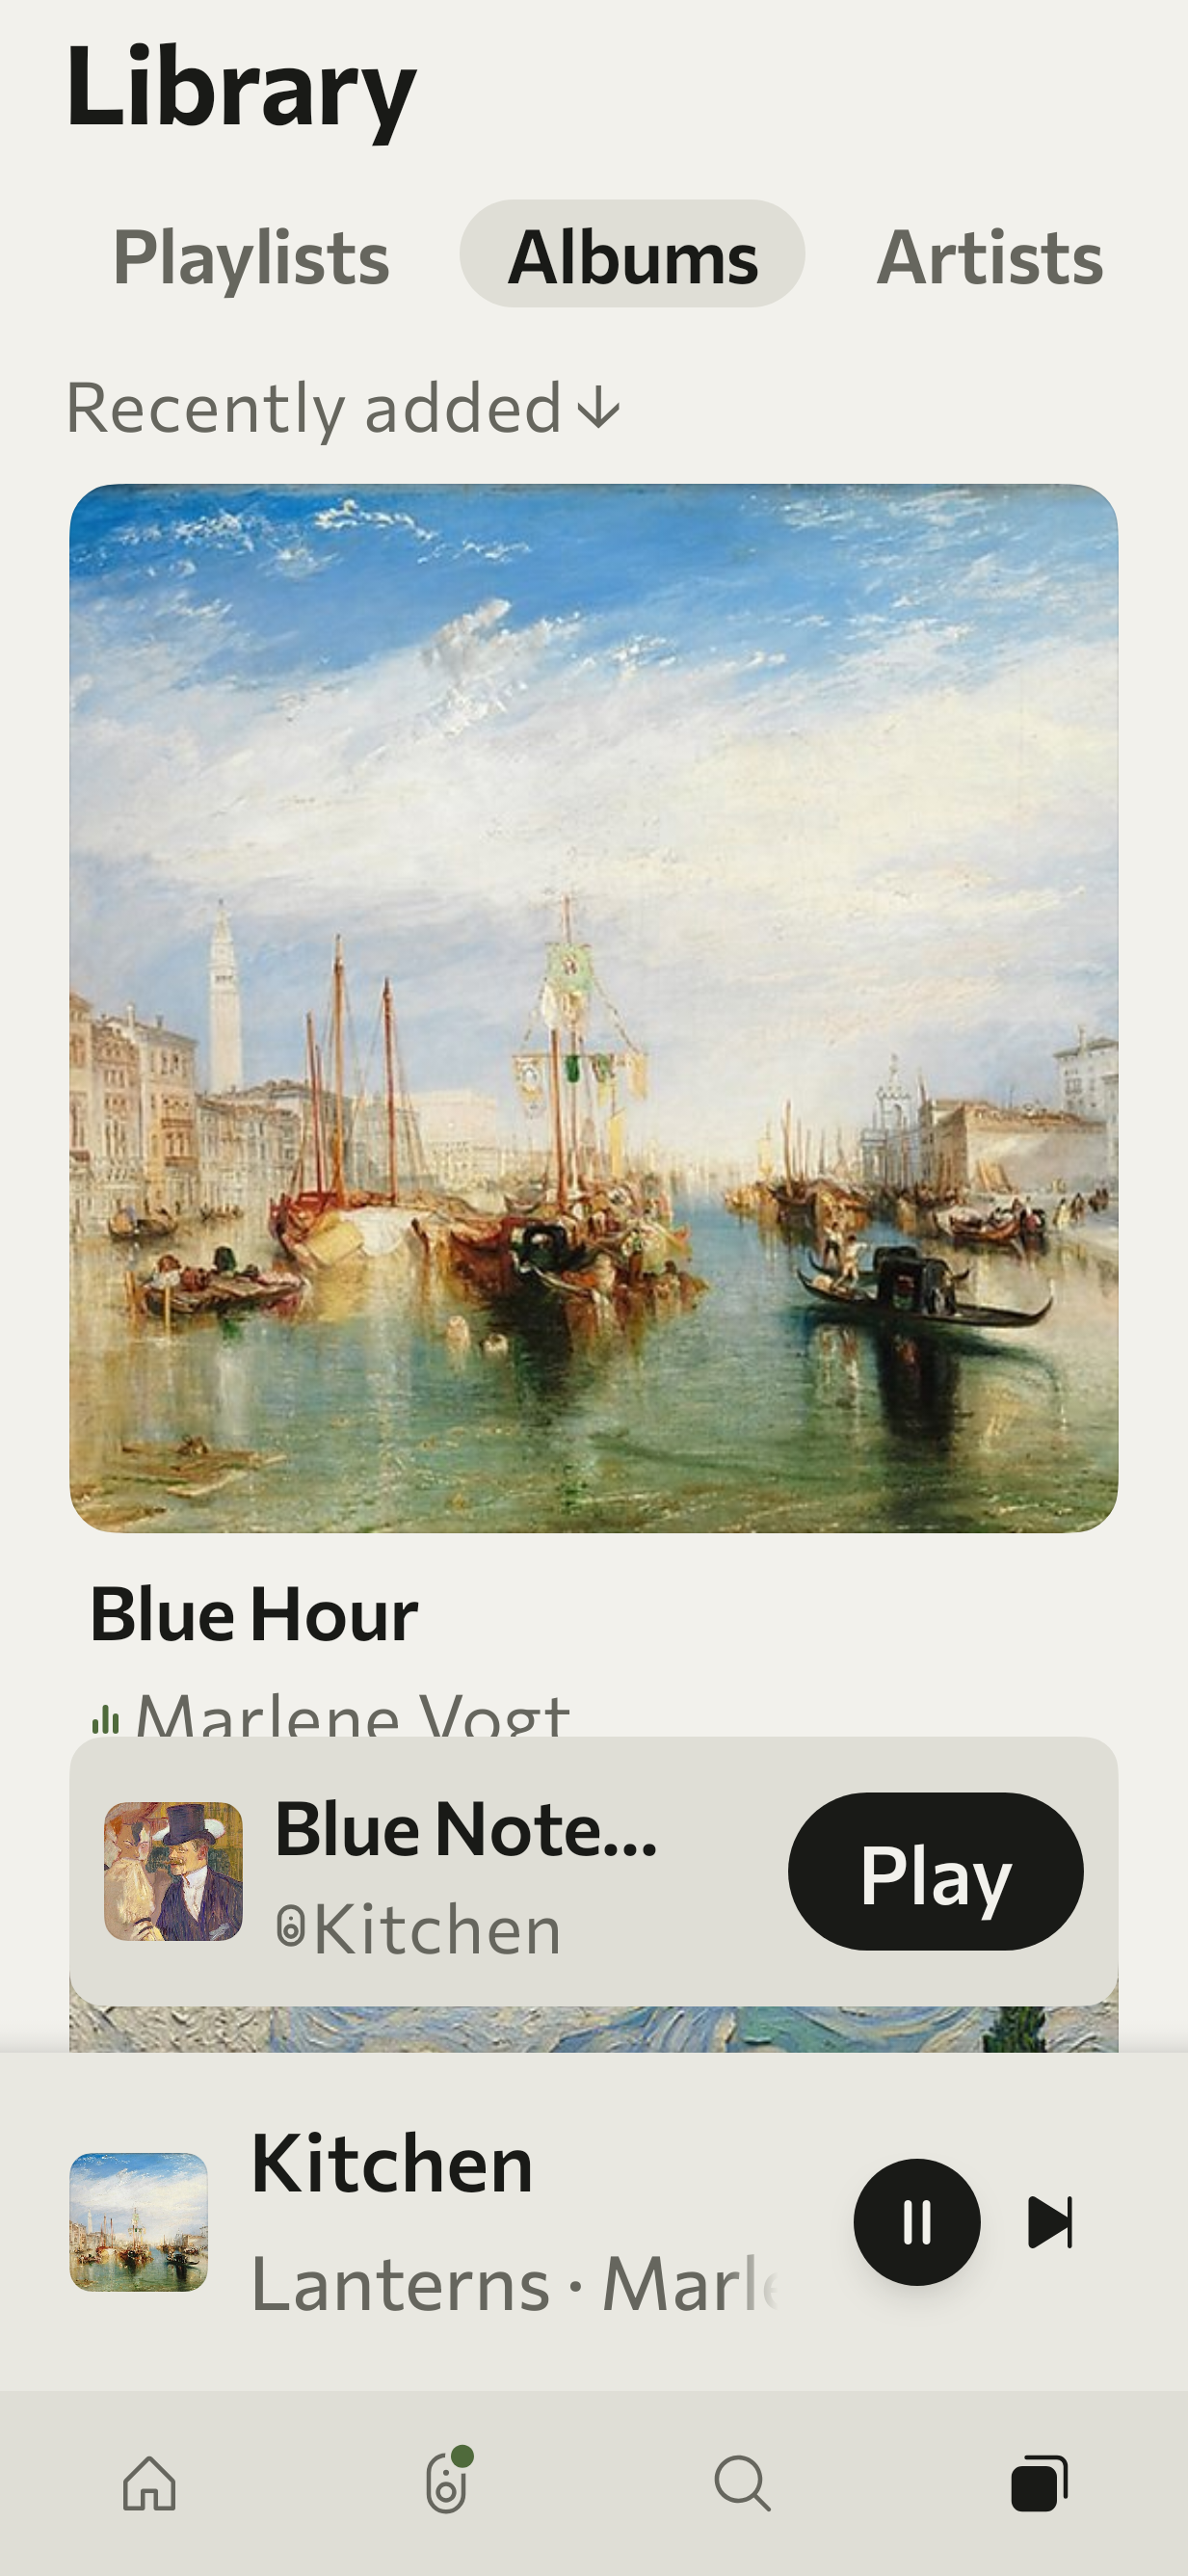 Library
Playlists Albums Artists
Recently added
Blue Hour
Marlene Vogt
Blue Note...
Kitchen
Play
Kitchen
Lanterns · Marl